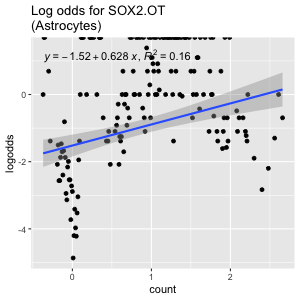 Log odds for SOX2.OT
(Astrocytes)
y = −1.52 + 0.628 x, R² = 0.16
0
-2
-4
logodds
0 1 2
count